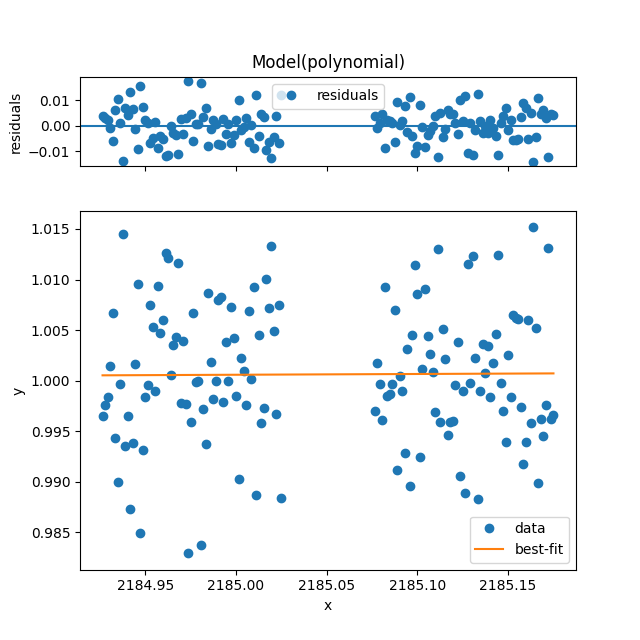 Model(polynomial)
residuals
0.01
0.00
−0.01
residuals
1.015
1.010
1.005
1.000
0.995
0.990
0.985
y
data
best-fit
2184.95
2185.00
2185.05
2185.10
2185.15
x